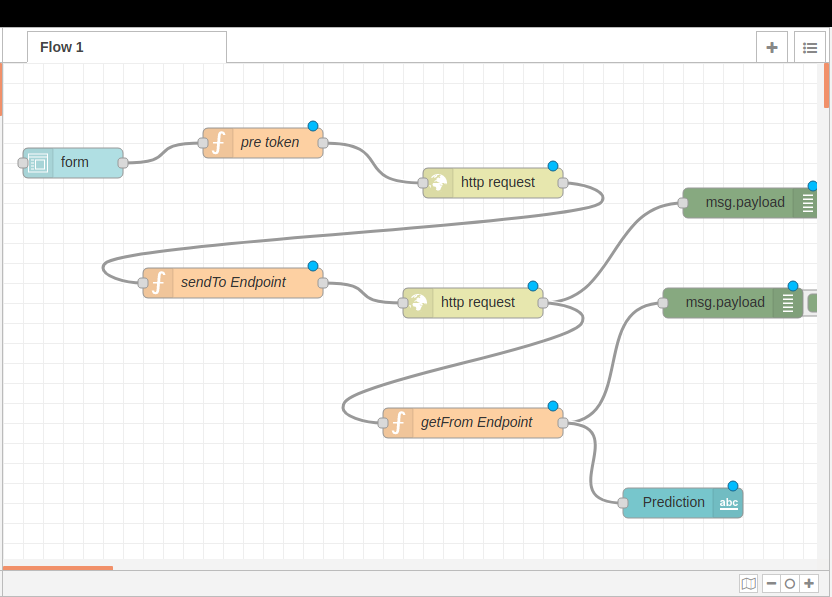 Flow 1
form
pre token
http request
msg.payload
sendTo Endpoint
http request
msg.payload
getFrom Endpoint
Prediction
abc